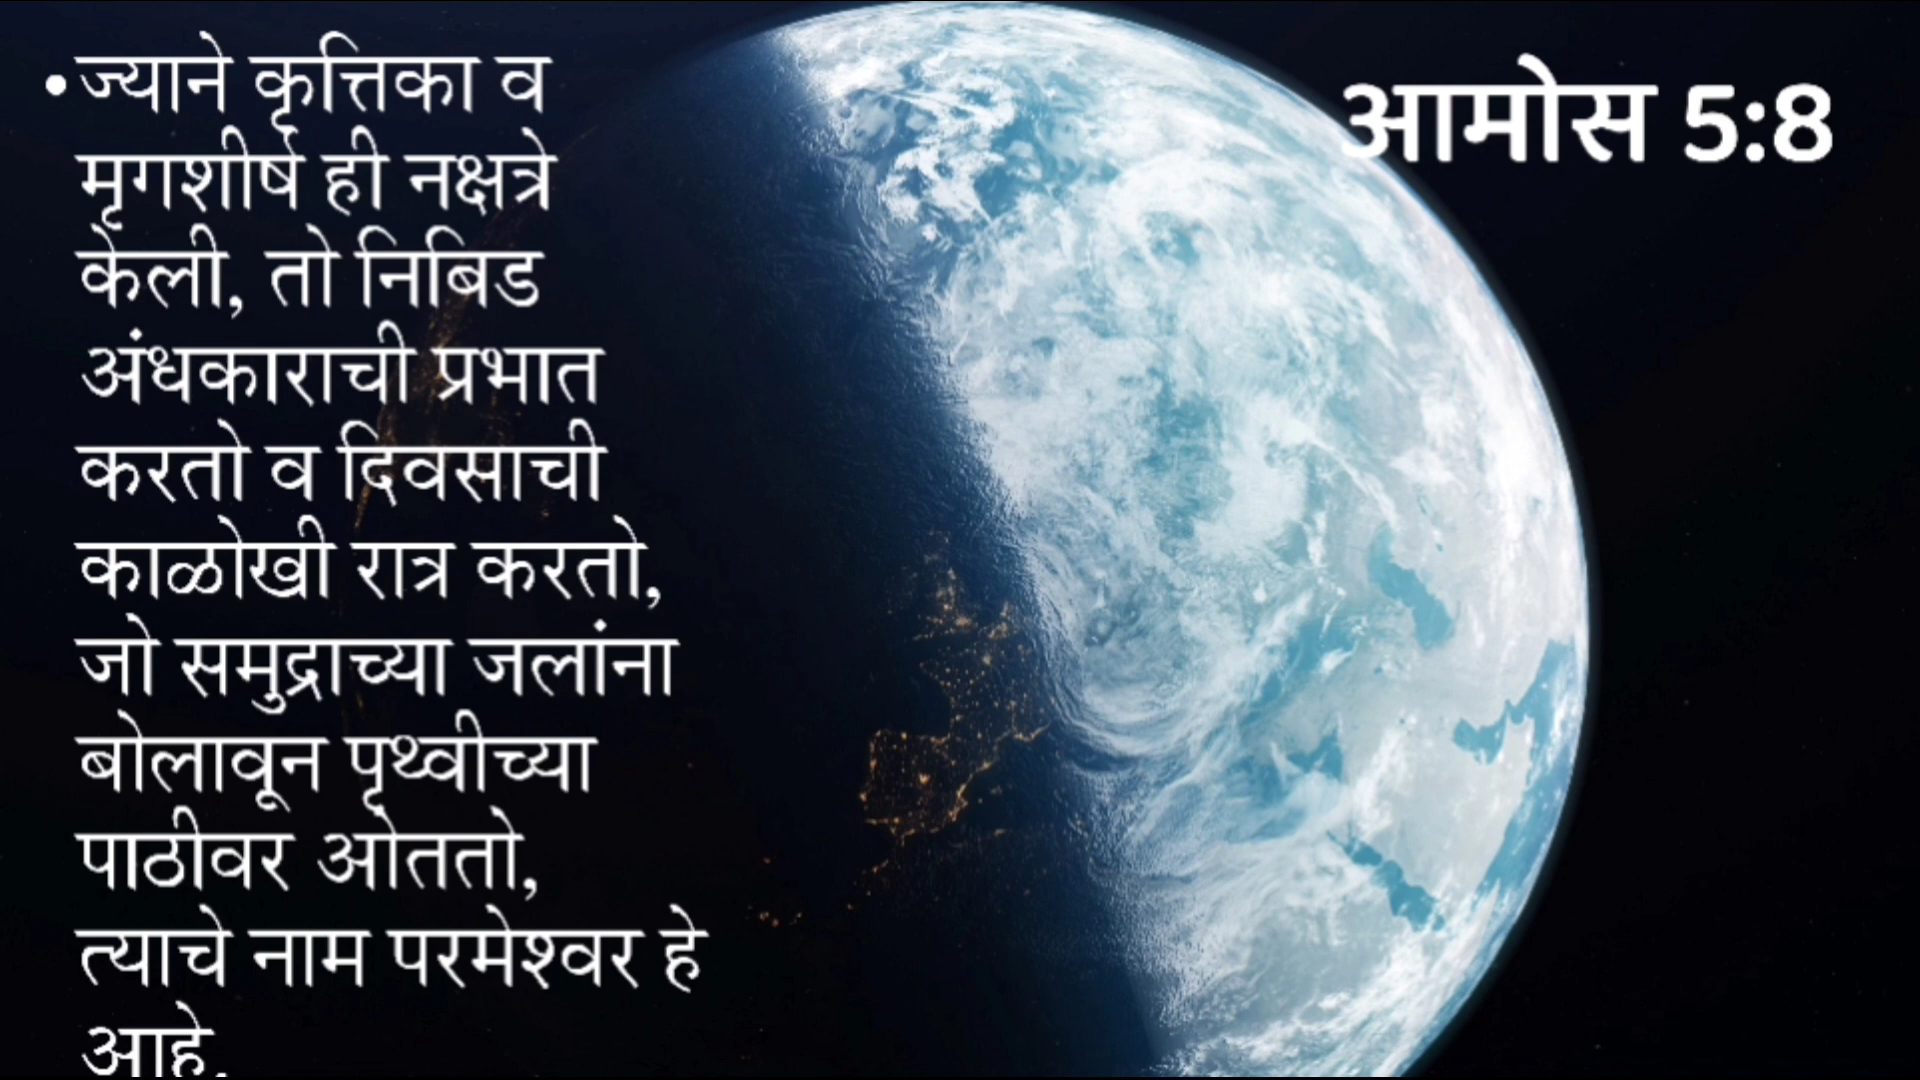 •ज्याने कृत्तिका व
मृगशीर्ष ही नक्षत्रे
केली, तो निबिड
अंधकाराची प्रभात
करतो व दिवसाची
काळोखी रात्र करतो,
जो समुद्राच्या जलांना
बोलावून पृथ्वीच्या
पाठीवर ओततो,
त्याचे नाम परमेश्वर हे
आहे.
आमोस 5:8